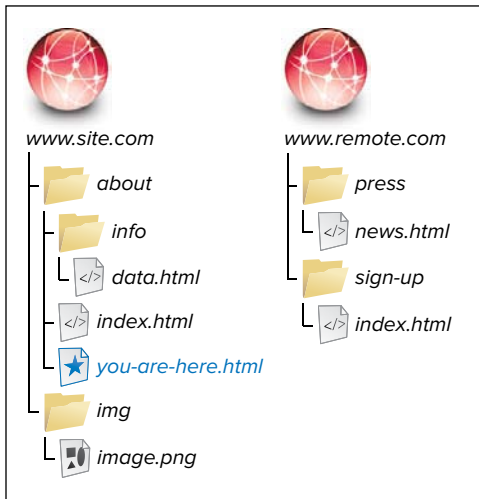 www.site.com
about
info
</>
data.html
</>
index.html
you-are-here.html
img
image.png
www.remote.com
press
</>
news.html
sign-up
</>
index.html